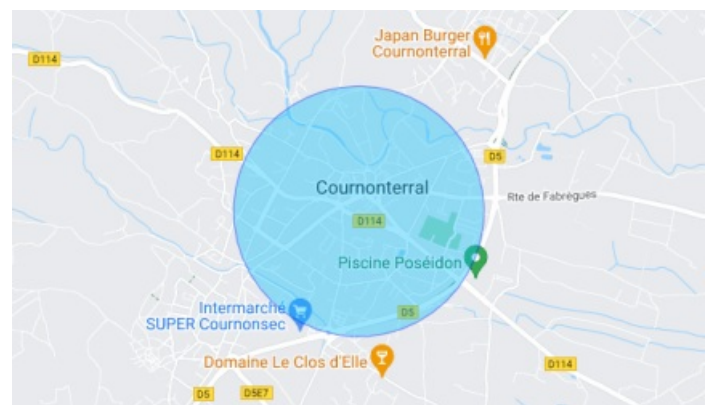 Japan Burger
Cournonterral
D114
D114
D5
Cournonterral
Rte de Fabrègues
D114
Piscine Poséidon
Intermarché
SUPER Cournonsec
D5
Domaine Le Clos d'Elle
D114
D5
D5E7